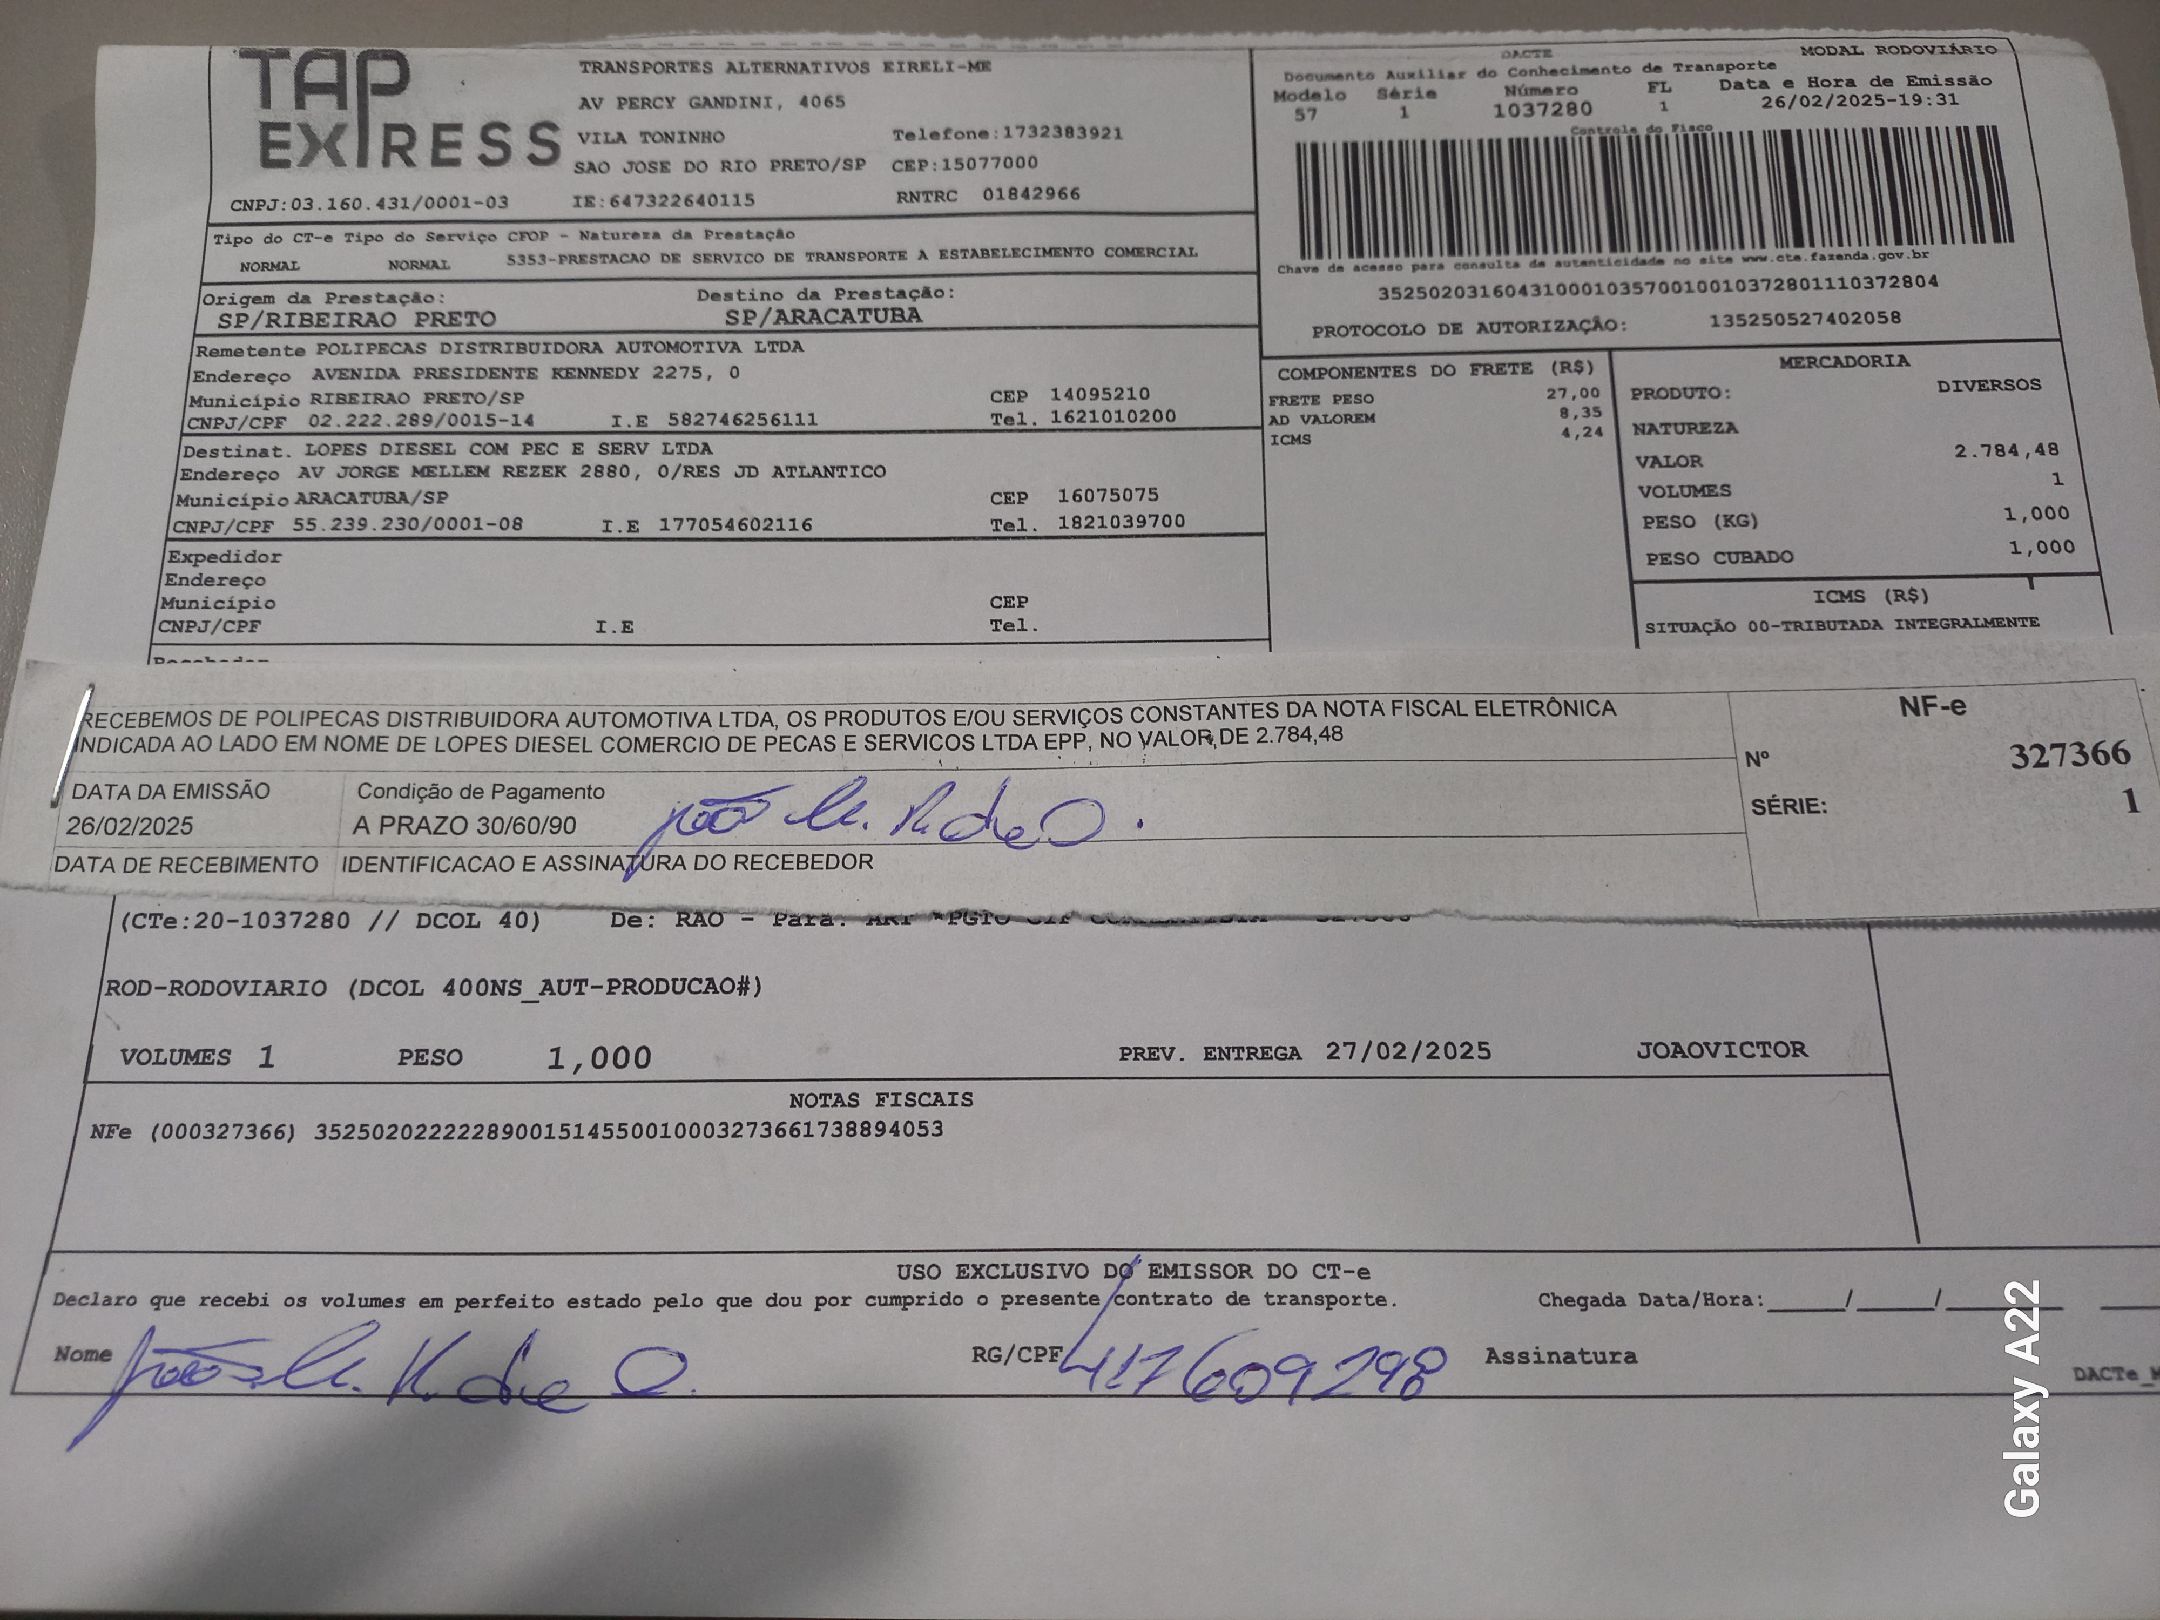 TAP EXPRESS
TRANSPORTES ALTERNATIVOS EIRELI-ME
AV PERCY GANDINI, 4065
VILA TONINHO Telefone:1732383921
SAO JOSE DO RIO PRETO/SP CEP:15077000
CNPJ:03.160.431/0001-03 IE:647322640115 RNTRC 01842966
DACTE MODAL RODOVIÁRIO
Documento Auxiliar do Conhecimento de Transporte
Modelo Série Número FL Data e Hora de Emissão
57 1 1037280 1 26/02/2025-19:31
Controle do Fisco
Chave de acesso para consulta de autenticidade no site www.cte.fazenda.gov.br
35250203160431000103570010010372801110372804
PROTOCOLO DE AUTORIZAÇÃO: 135250527402058
Tipo do CT-e Tipo do Serviço CFOP - Natureza da Prestação
NORMAL NORMAL 5353-PRESTACAO DE SERVICO DE TRANSPORTE A ESTABELECIMENTO COMERCIAL
Origem da Prestação: Destino da Prestação:
SP/RIBEIRAO PRETO SP/ARACATUBA
Remetente POLIPECAS DISTRIBUIDORA AUTOMOTIVA LTDA
Endereço AVENIDA PRESIDENTE KENNEDY 2275, 0
Município RIBEIRAO PRETO/SP CEP 14095210
CNPJ/CPF 02.222.289/0015-14 I.E 582746256111 Tel. 1621010200
Destinat. LOPES DIESEL COM PEC E SERV LTDA
Endereço AV JORGE MELLEM REZEK 2880, 0/RES JD ATLANTICO
Município ARACATUBA/SP CEP 16075075
CNPJ/CPF 55.239.230/0001-08 I.E 177054602116 Tel. 1821039700
Expedidor
Endereço
Município CEP
CNPJ/CPF I.E Tel.
COMPONENTES DO FRETE (R$)
FRETE PESO 27,00
AD VALOREM 8,35
ICMS 4,24
MERCADORIA
PRODUTO: DIVERSOS
NATUREZA
VALOR 2.784,48
VOLUMES 1
PESO (KG) 1,000
PESO CUBADO 1,000
ICMS (R$)
SITUAÇÃO 00-TRIBUTADA INTEGRALMENTE
RECEBEMOS DE POLIPECAS DISTRIBUIDORA AUTOMOTIVA LTDA, OS PRODUTOS E/OU SERVIÇOS CONSTANTES DA NOTA FISCAL ELETRÔNICA
INDICADA AO LADO EM NOME DE LOPES DIESEL COMERCIO DE PECAS E SERVICOS LTDA EPP, NO VALOR DE 2.784,48
NF-e
Nº 327366
SÉRIE: 1
DATA DA EMISSÃO Condição de Pagamento
26/02/2025 A PRAZO 30/60/90
João
DATA DE RECEBIMENTO IDENTIFICACAO E ASSINATURA DO RECEBEDOR
(CTe:20-1037280 // DCOL 40) De: RAO - Para:
ROD-RODOVIARIO (DCOL 400NS_AUT-PRODUCAO#)
VOLUMES 1 PESO 1,000 PREV. ENTREGA 27/02/2025 JOAOVICTOR
NOTAS FISCAIS
NFe (000327366) 35250202222289001514550010003273661738894053
USO EXCLUSIVO DO EMISSOR DO CT-e
Declaro que recebi os volumes em perfeito estado pelo que dou por cumprido o presente contrato de transporte. Chegada Data/Hora:_____/_____/_____
Nome João RG/CPF 417609298 Assinatura
DACTe_
Galaxy A22